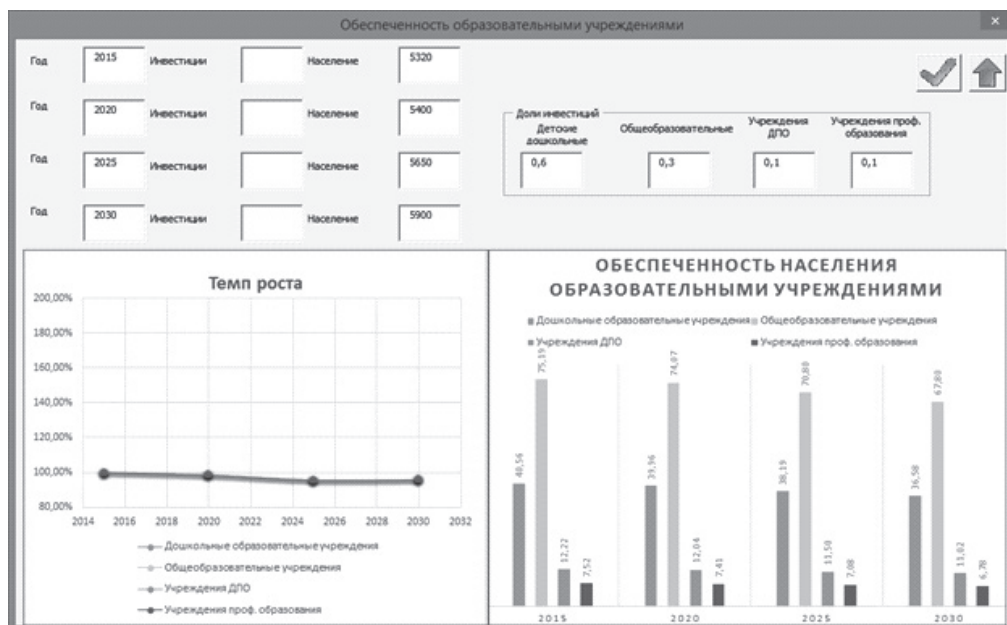 Обеспеченность образовательными учреждениями
Год 2015 Инвестиции Население 5320
Год 2020 Инвестиции Население 5400
Год 2025 Инвестиции Население 5650
Год 2030 Инвестиции Население 5900
Доли инвестиций
Детские дошкольные
Общеобразовательные
Учреждения ДПО
Учреждения проф. образования
0,6 0,3 0,1 0,1
Темп роста
200,00%
180,00%
160,00%
140,00%
120,00%
100,00%
80,00%
2014 2016 2018 2020 2022 2024 2026 2028 2030 2032
Дошкольные образовательные учреждения
Общеобразовательные учреждения
Учреждения ДПО
Учреждения проф. образования
ОБЕСПЕЧЕННОСТЬ НАСЕЛЕНИЯ
ОБРАЗОВАТЕЛЬНЫМИ УЧРЕЖДЕНИЯМИ
Дошкольные образовательные учреждения Общеобразовательные учреждения
Учреждения ДПО Учреждения проф. образования
40,56 75,19 12,22 7,52
39,96 74,07 12,04 7,41
38,19 70,80 11,50 7,08
36,58 67,80 11,02 6,78
2015 2020 2025 2030